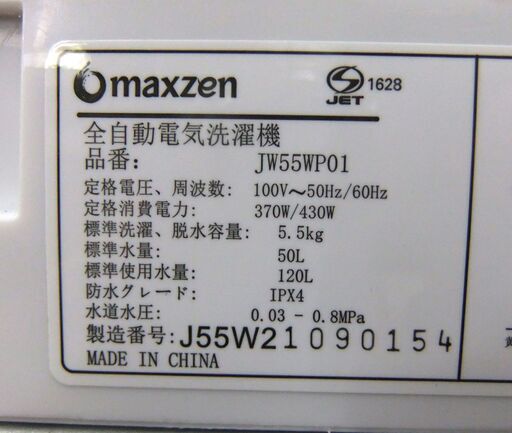 maxzen
JET 1628
全自動電気洗濯機
品番: JW55WP01
定格電圧、周波数: 100V～50Hz/60Hz
定格消費電力: 370W/430W
標準洗濯、脱水容量: 5.5kg
標準水量: 50L
標準使用水量: 120L
防水グレード: IPX4
水道水圧: 0.03 - 0.8MPa
製造番号: J55W21090154
MADE IN CHINA